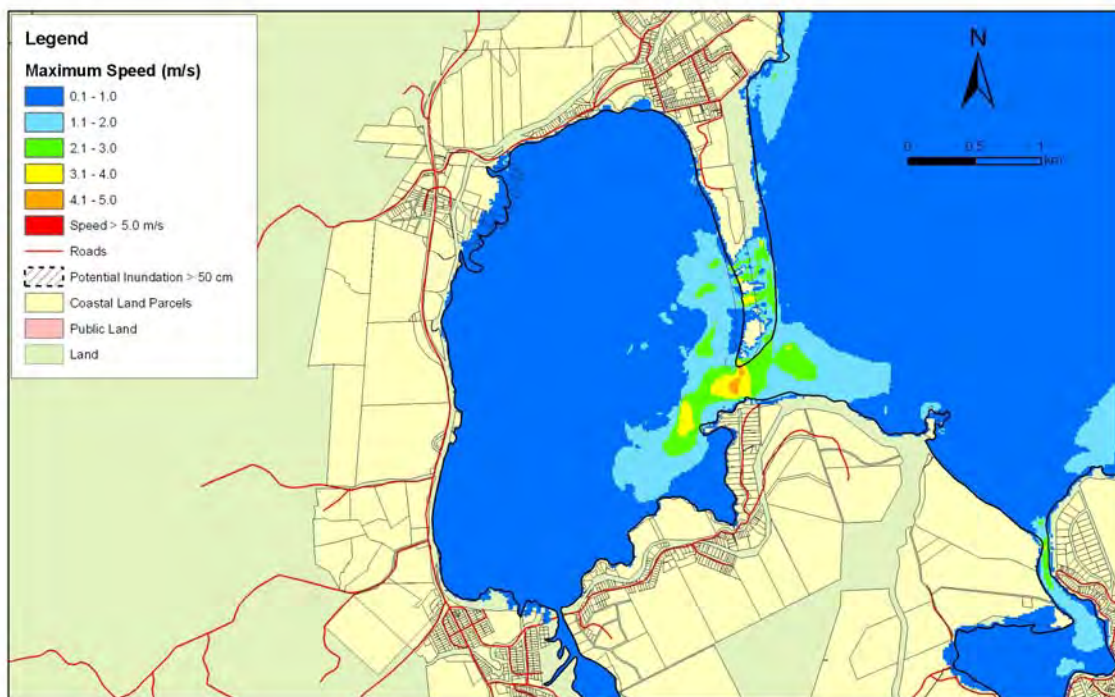 Legend
Maximum Speed (m/s)
0.1 - 1.0
1.1 - 2.0
2.1 - 3.0
3.1 - 4.0
4.1 - 5.0
Speed > 5.0 m/s
Roads
Potential Inundation > 50 cm
Coastal Land Parcels
Public Land
Land
N
0 0.5 1
km